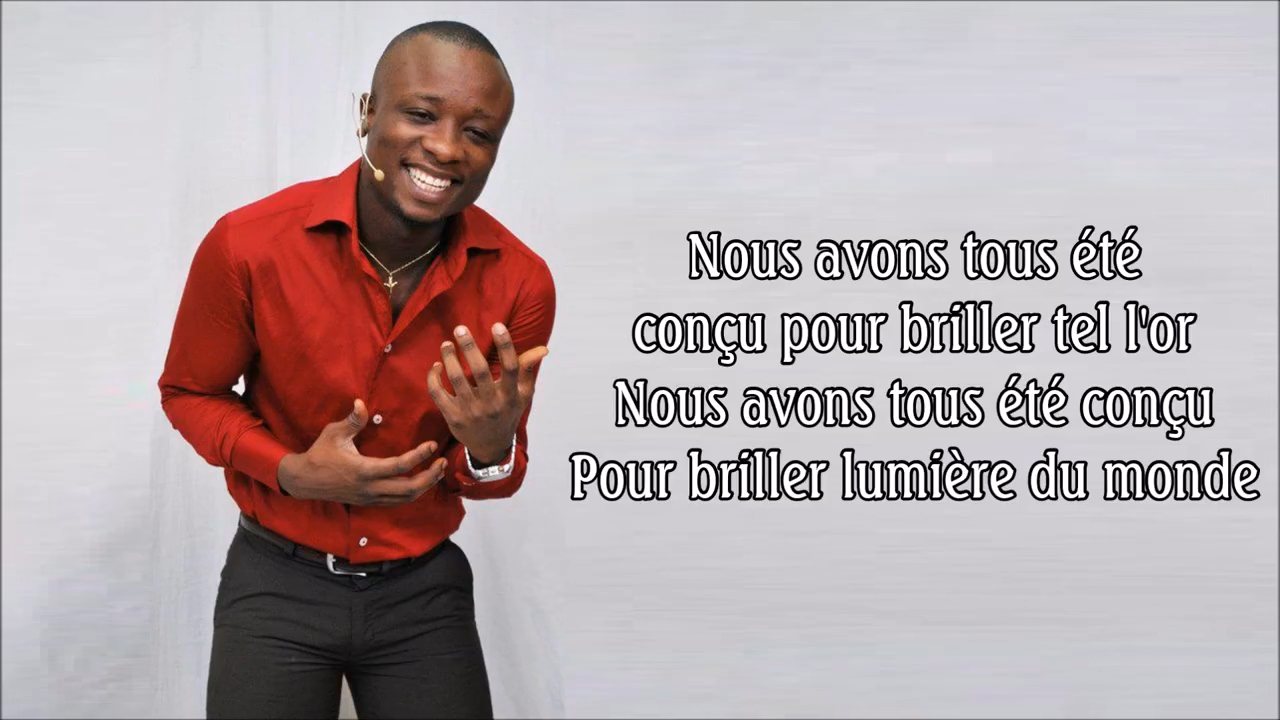 Nous avons tous été
conçu pour briller tel l'or
Nous avons tous été conçu
Pour briller lumière du monde